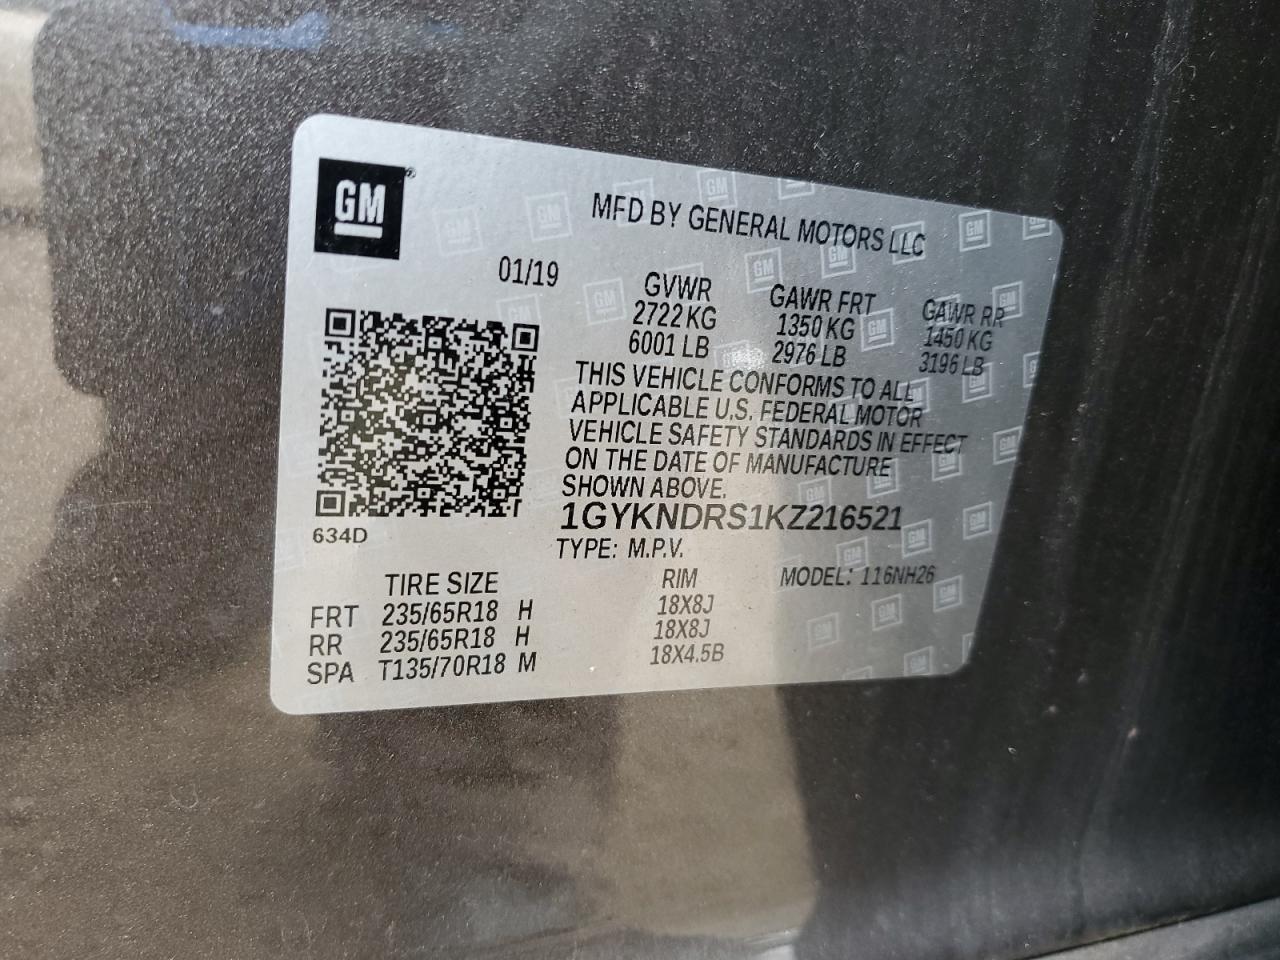 GM®
MFD BY GENERAL MOTORS LLC
01/19
GVWR GAWR FRT GAWR RR
2722 KG 1350 KG 1450 KG
6001 LB 2976 LB 3196 LB
THIS VEHICLE CONFORMS TO ALL
APPLICABLE U.S. FEDERAL MOTOR
VEHICLE SAFETY STANDARDS IN EFFECT
ON THE DATE OF MANUFACTURE
SHOWN ABOVE.
1GYKNDRS1KZ216521
634D
TYPE: M.P.V.
TIRE SIZE RIM MODEL: 116NH26
FRT 235/65R18 H 18X8J
RR 235/65R18 H 18X8J
SPA T135/70R18 M 18X4.5B